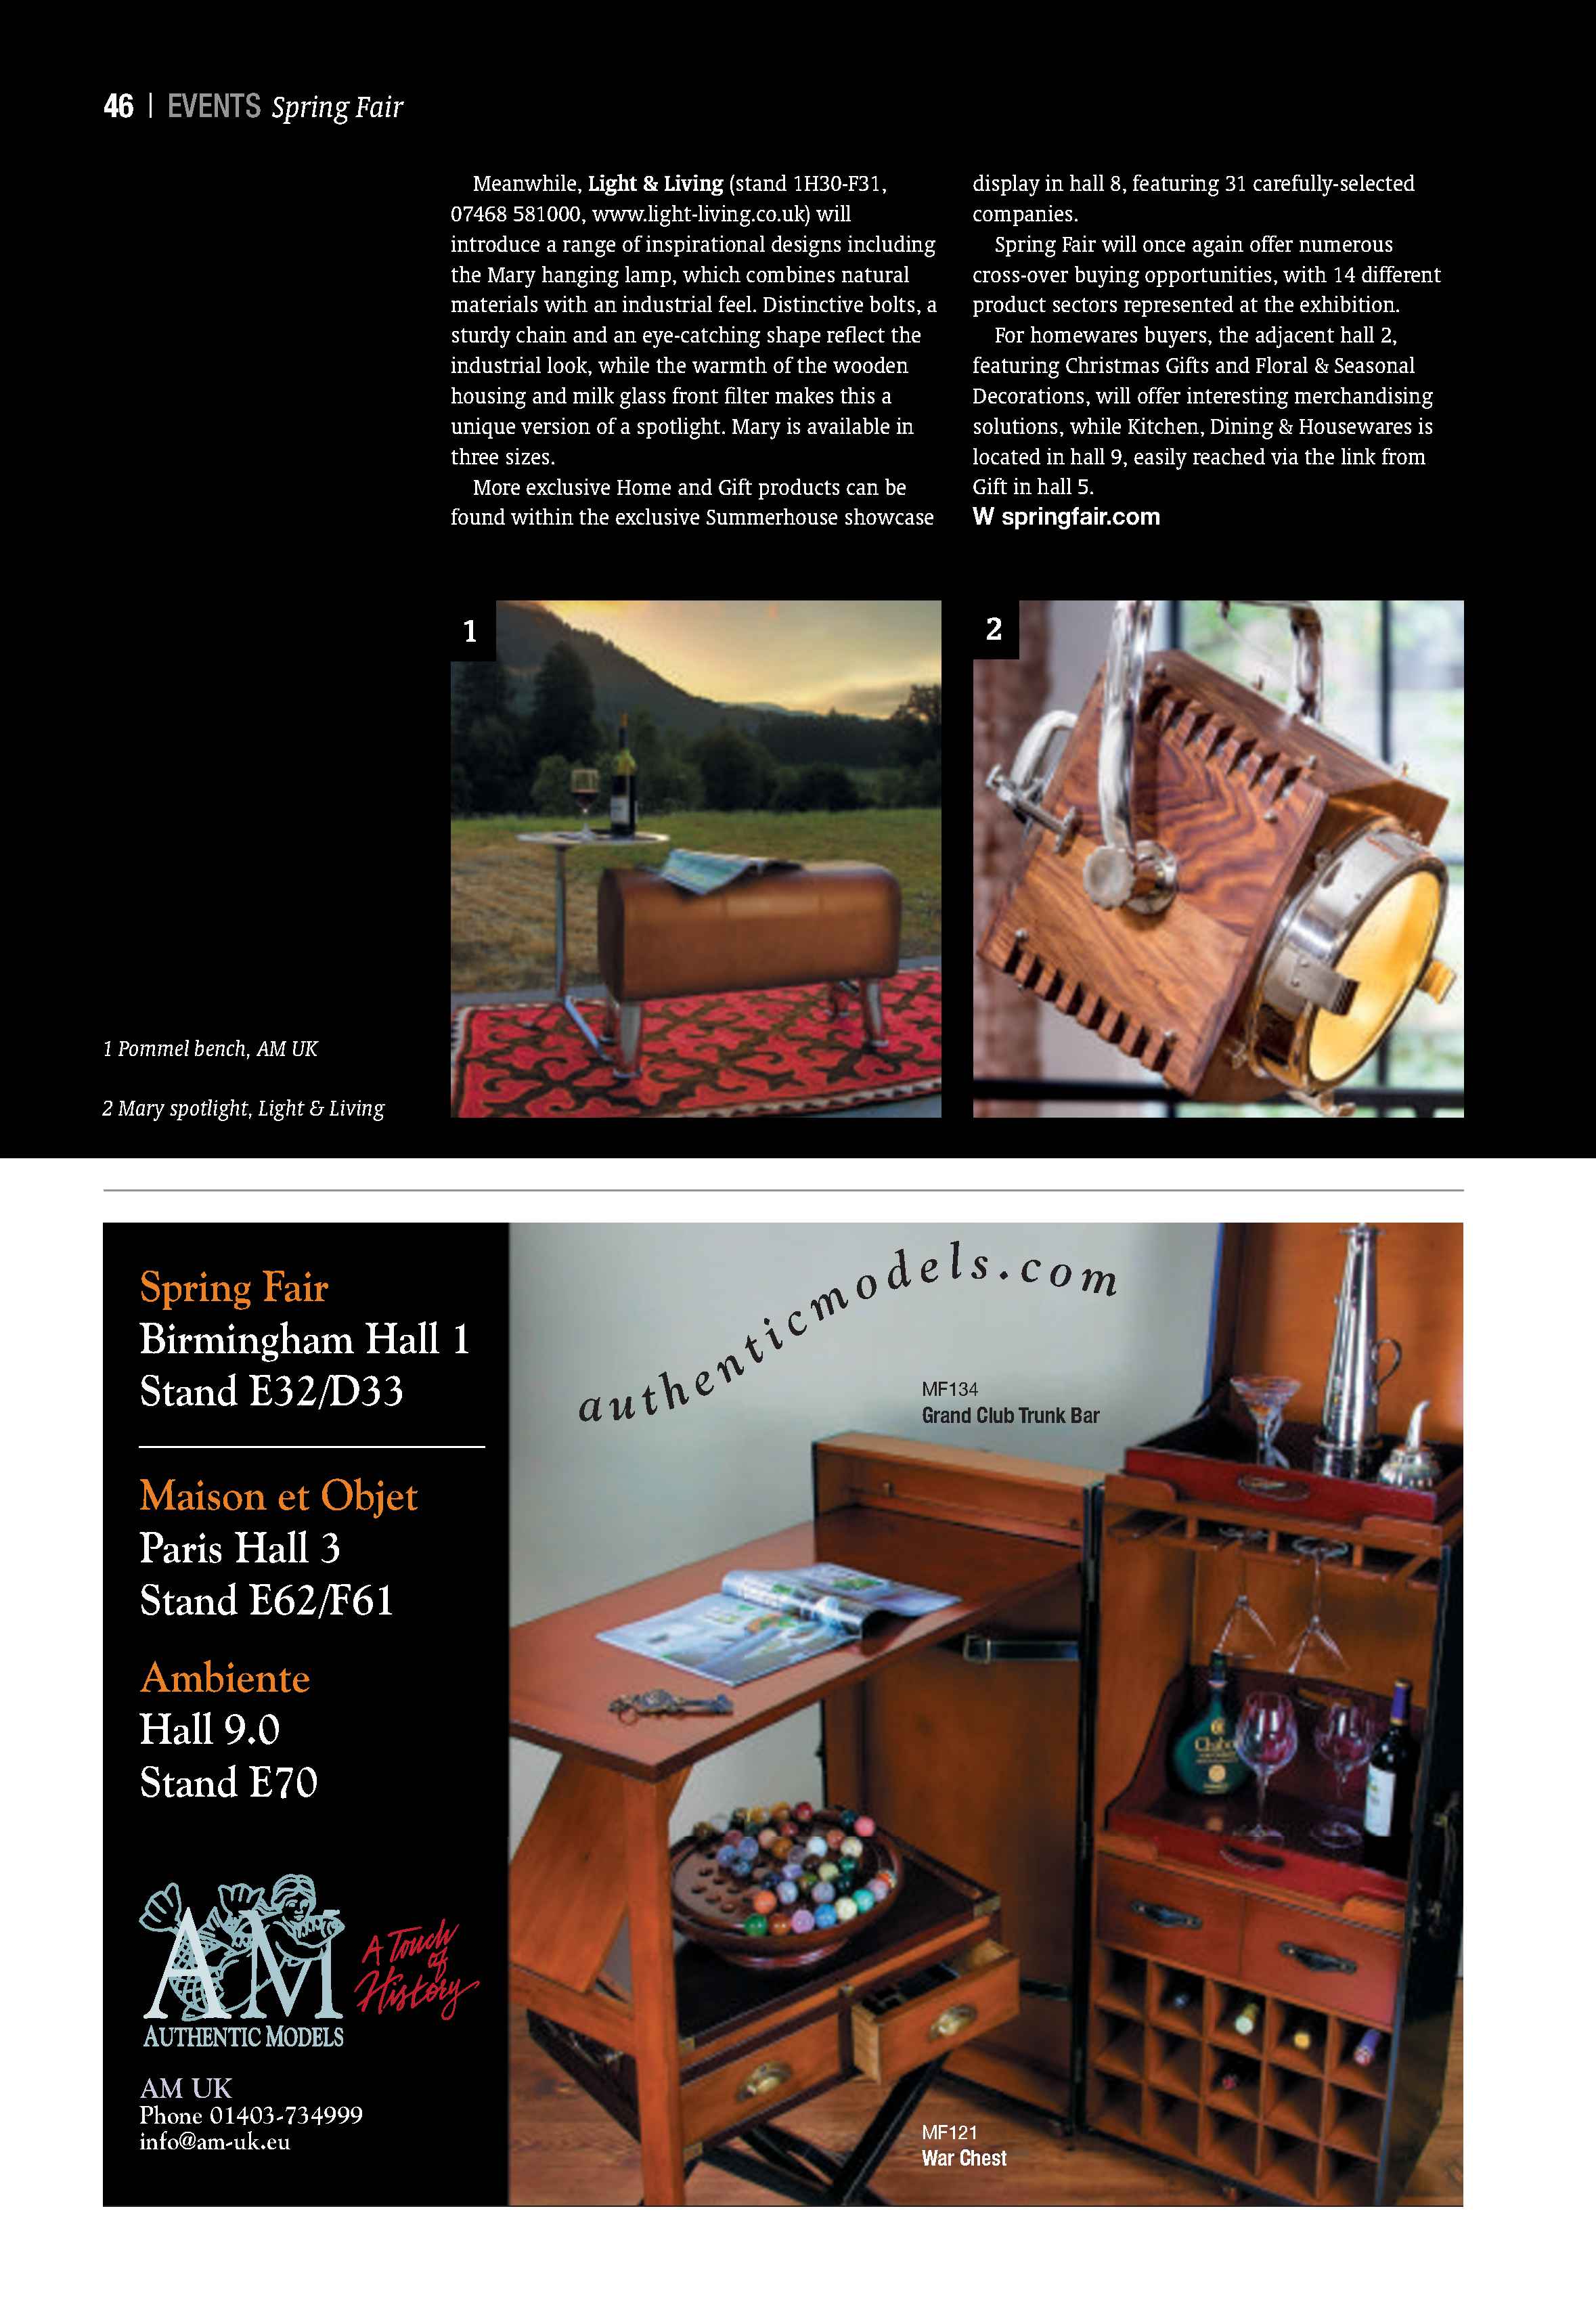 46 | EVENTS Spring Fair
Meanwhile, Light & Living (stand 1H30-F31,
07468 581000, www.light-living.co.uk) will
introduce a range of inspirational designs including
the Mary hanging lamp, which combines natural
materials with an industrial feel. Distinctive bolts, a
sturdy chain and an eye-catching shape reflect the
industrial look, while the warmth of the wooden
housing and milk glass front filter makes this a
unique version of a spotlight. Mary is available in
three sizes.
More exclusive Home and Gift products can be
found within the exclusive Summerhouse showcase
display in hall 8, featuring 31 carefully-selected
companies.
Spring Fair will once again offer numerous
cross-over buying opportunities, with 14 different
product sectors represented at the exhibition.
For homewares buyers, the adjacent hall 2,
featuring Christmas Gifts and Floral & Seasonal
Decorations, will offer interesting merchandising
solutions, while Kitchen, Dining & Housewares is
located in hall 9, easily reached via the link from
Gift in hall 5.
W springfair.com
1
2
1 Pommel bench, AM UK
2 Mary spotlight, Light & Living
Spring Fair
Birmingham Hall 1
Stand E32/D33
Maison et Objet
Paris Hall 3
Stand E62/F61
Ambiente
Hall 9.0
Stand E70
AM
AUTHENTIC MODELS
A Touch
of
History
AM UK
Phone 01403-734999
info@am-uk.eu
authenticmodels.com
MF134
Grand Club Trunk Bar
MF121
War Chest